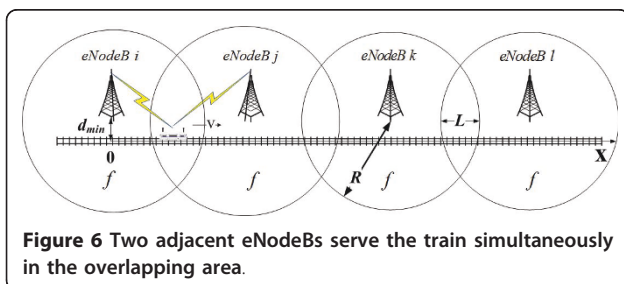 eNodeB i eNodeB j eNodeB k eNodeB l
d_min V L
0 R X
f f f f
Figure 6 Two adjacent eNodeBs serve the train simultaneously
in the overlapping area.